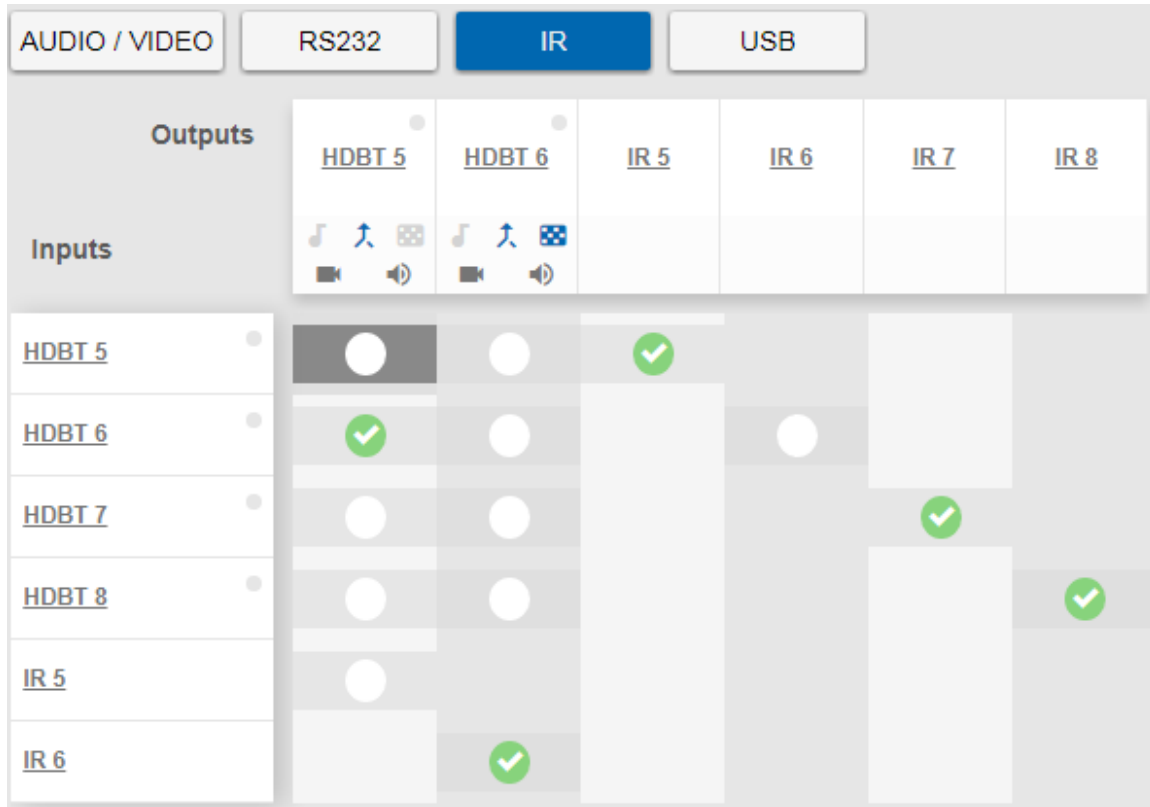 AUDIO / VIDEO RS232 IR USB
Outputs HDBT 5 HDBT 6 IR 5 IR 6 IR 7 IR 8
Inputs
HDBT 5
HDBT 6
HDBT 7
HDBT 8
IR 5
IR 6